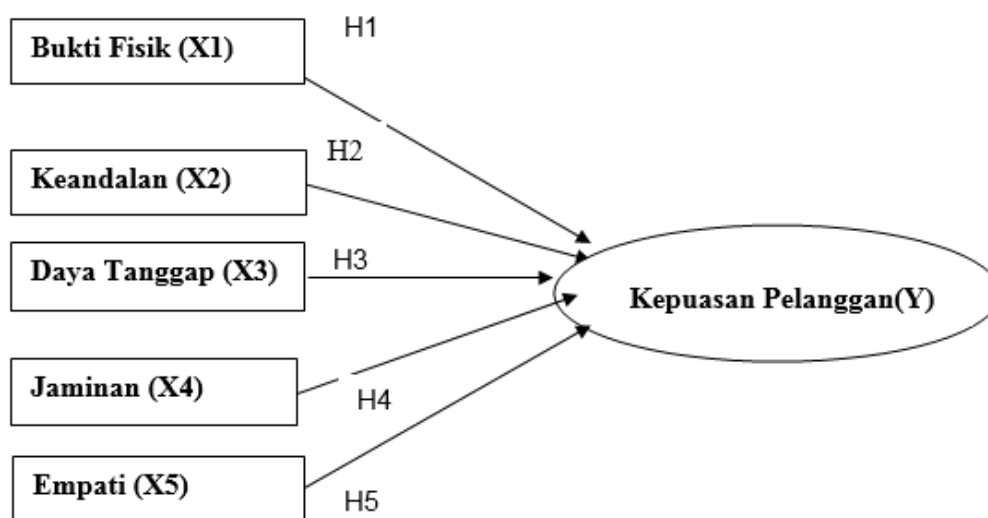 H1
Bukti Fisik (X1)
H2
Keandalan (X2)
Daya Tanggap (X3)
H3
Kepuasan Pelanggan(Y)
Jaminan (X4)
H4
Empati (X5)
H5